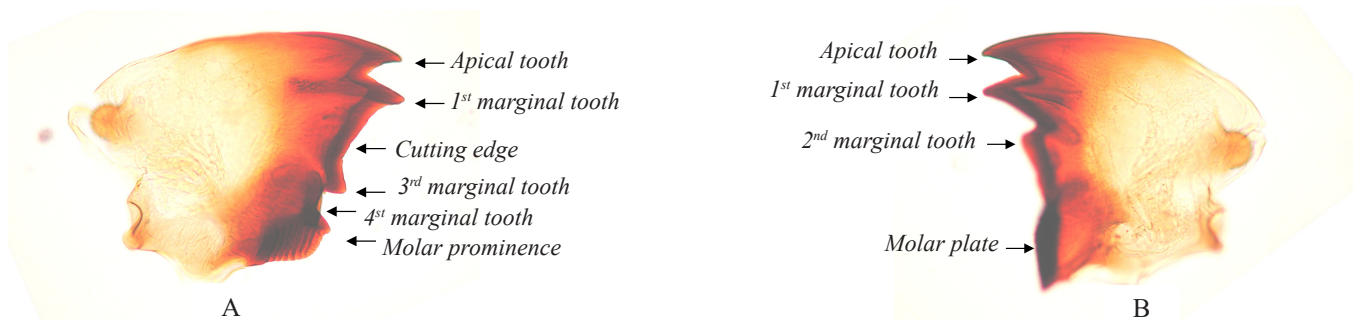 Apical tooth
1st marginal tooth
Cutting edge
3rd marginal tooth
4st marginal tooth
Molar prominence
A
Apical tooth
1st marginal tooth
2nd marginal tooth
Molar plate
B